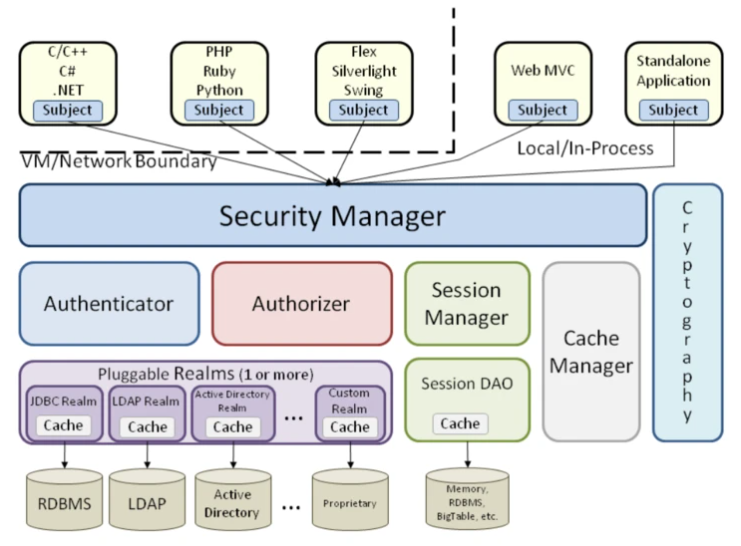 C/C++
C#
.NET
Subject
PHP
Ruby
Python
Subject
Flex
Silverlight
Swing
Subject
Web MVC
Subject
Standalone
Application
Subject
VM/Network Boundary
Local/In-Process
Security Manager
Cryptography
Authenticator
Authorizer
Session
Manager
Cache
Manager
Pluggable Realms (1 or more)
JDBC Realm
Cache
LDAP Realm
Cache
Active Directory
Realm
Cache
...
Custom
Realm
Cache
Session DAO
Cache
RDBMS
LDAP
Active
Directory
...
Proprietary
Memory,
RDBMS,
BigTable, etc.